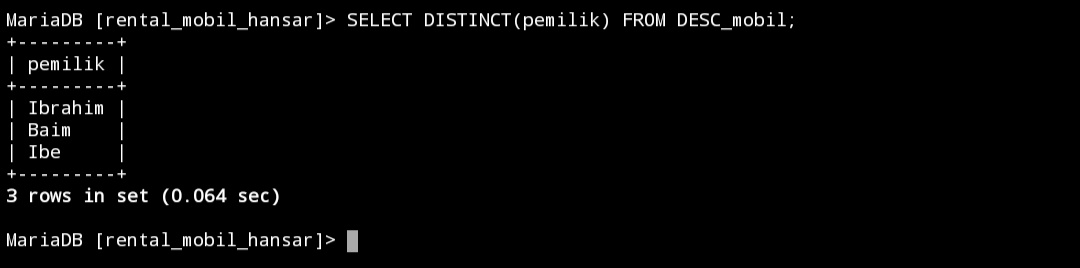 MariaDB [rental_mobil_hansar]> SELECT DISTINCT(pemilik) FROM DESC_mobil;
+---------+
| pemilik |
+---------+
| Ibrahim |
| Baim    |
| Ibe     |
+---------+
3 rows in set (0.064 sec)
MariaDB [rental_mobil_hansar]>